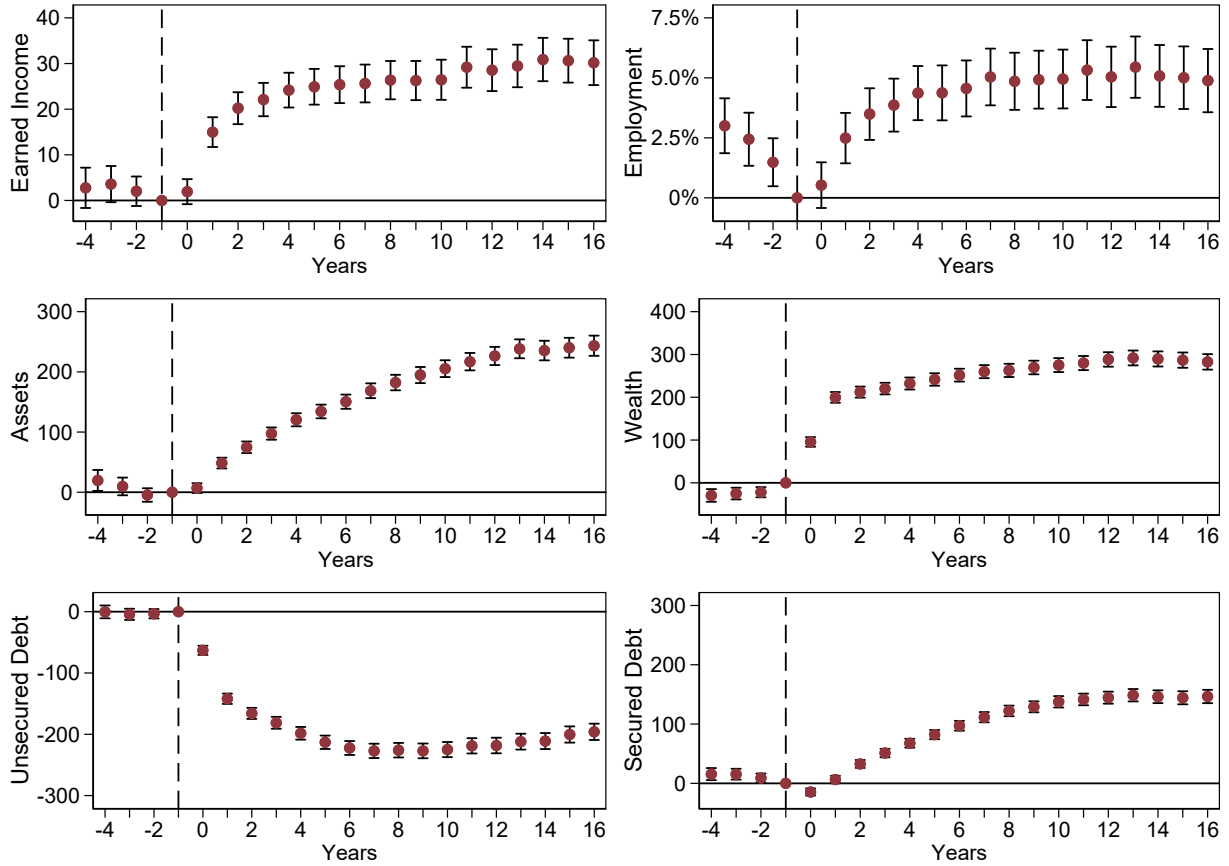 Earned Income
40
30
20
10
0
-4 -2 0 2 4 6 8 10 12 14 16
Years
Employment
7.5%
5.0%
2.5%
0%
-4 -2 0 2 4 6 8 10 12 14 16
Years
Assets
300
200
100
0
-4 -2 0 2 4 6 8 10 12 14 16
Years
Wealth
400
300
200
100
0
-4 -2 0 2 4 6 8 10 12 14 16
Years
Unsecured Debt
0
-100
-200
-300
-4 -2 0 2 4 6 8 10 12 14 16
Years
Secured Debt
300
200
100
0
-4 -2 0 2 4 6 8 10 12 14 16
Years